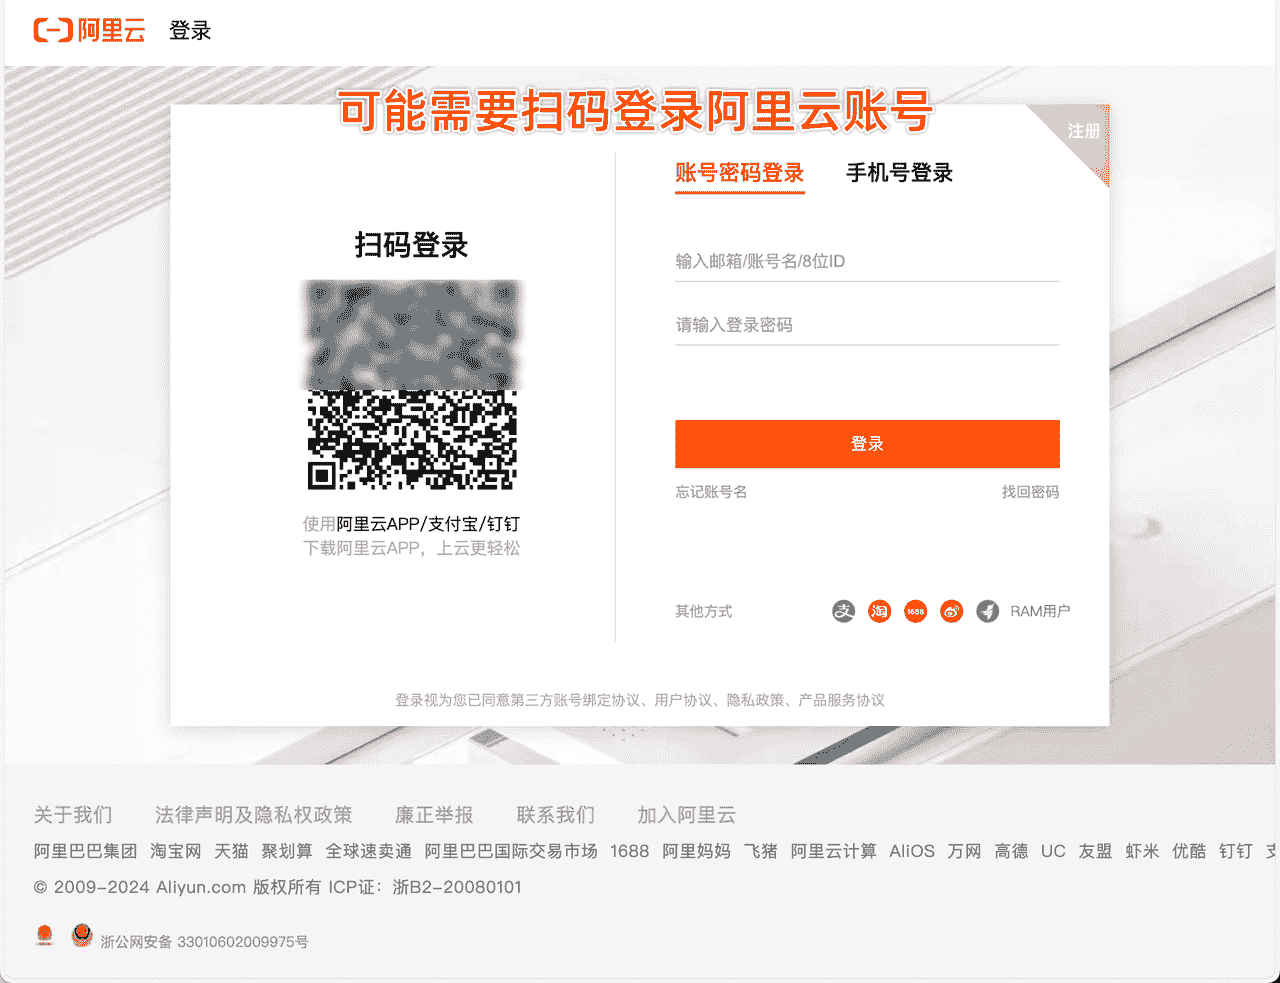 阿里云 登录
可能需要扫码登录阿里云账号
注册
账号密码登录 手机号登录
扫码登录
输入邮箱/账号名/8位ID
请输入登录密码
登录
忘记账号名 找回密码
使用阿里云APP/支付宝/钉钉
下载阿里云APP，上云更轻松
其他方式 支 淘 1688 RAM用户
登录视为您已同意第三方账号绑定协议、用户协议、隐私政策、产品服务协议
关于我们 法律声明及隐私权政策 廉正举报 联系我们 加入阿里云
阿里巴巴集团 淘宝网 天猫 聚划算 全球速卖通 阿里巴巴国际交易市场 1688 阿里妈妈 飞猪 阿里云计算 AliOS 万网 高德 UC 友盟 虾米 优酷 钉钉
© 2009-2024 Aliyun.com 版权所有 ICP证：浙B2-20080101
浙公网安备 33010602009975号